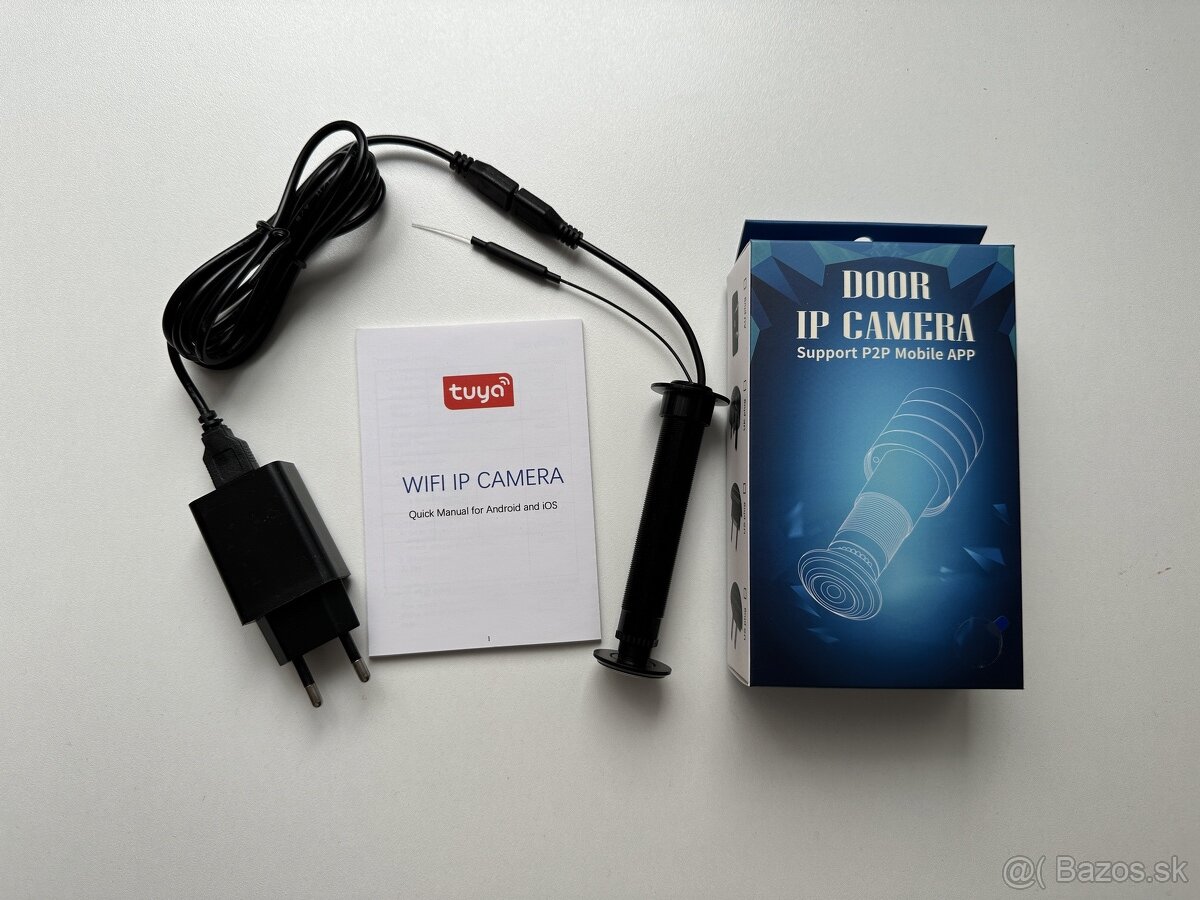 tuya
WIFI IP CAMERA
Quick Manual for Android and iOS
1
DOOR
IP CAMERA
Support P2P Mobile APP
@( Bazos.sk